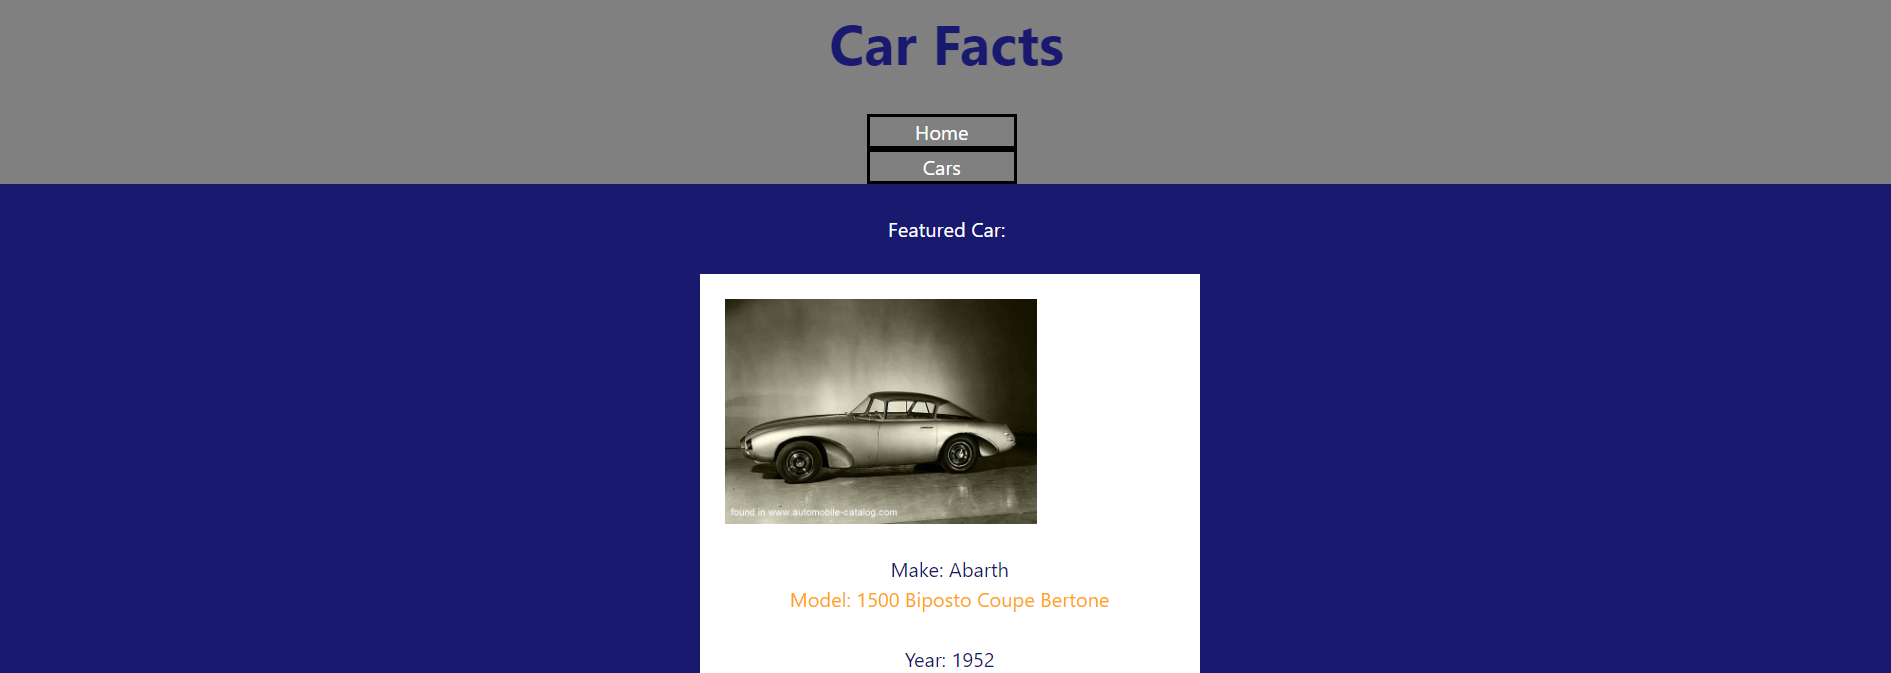 Car Facts
Home
Cars
Featured Car:
found in www.automobile-catalog.com
Make: Abarth
Model: 1500 Biposto Coupe Bertone
Year: 1952